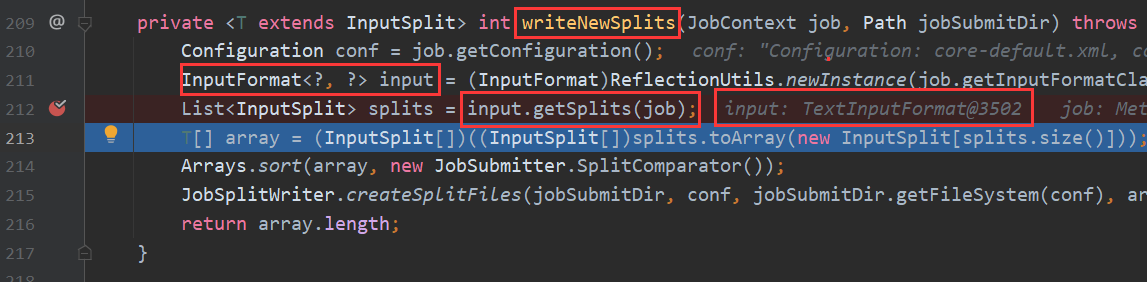 209 @ private <T extends InputSplit> int writeNewSplits(JobContext job, Path jobSubmitDir) throws
210 Configuration conf = job.getConfiguration(); conf: "Configuration: core-default.xml, co
211 InputFormat<?, ?> input = (InputFormat)ReflectionUtils.newInstance(job.getInputFormatCla
212 List<InputSplit> splits = input.getSplits(job); input: TextInputFormat@3502 job: Met
213 T[] array = (InputSplit[])((InputSplit[])splits.toArray(new InputSplit[splits.size()]));
214 Arrays.sort(array, new JobSubmitter.SplitComparator());
215 JobSplitWriter.createSplitFiles(jobSubmitDir, conf, jobSubmitDir.getFileSystem(conf), ar
216 return array.length;
217 }
218